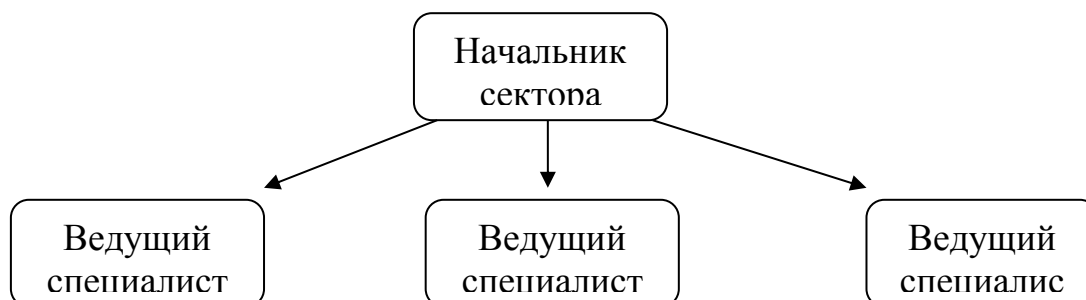 Начальник
сектора
Ведущий
специалист
Ведущий
специалист
Ведущий
специалис